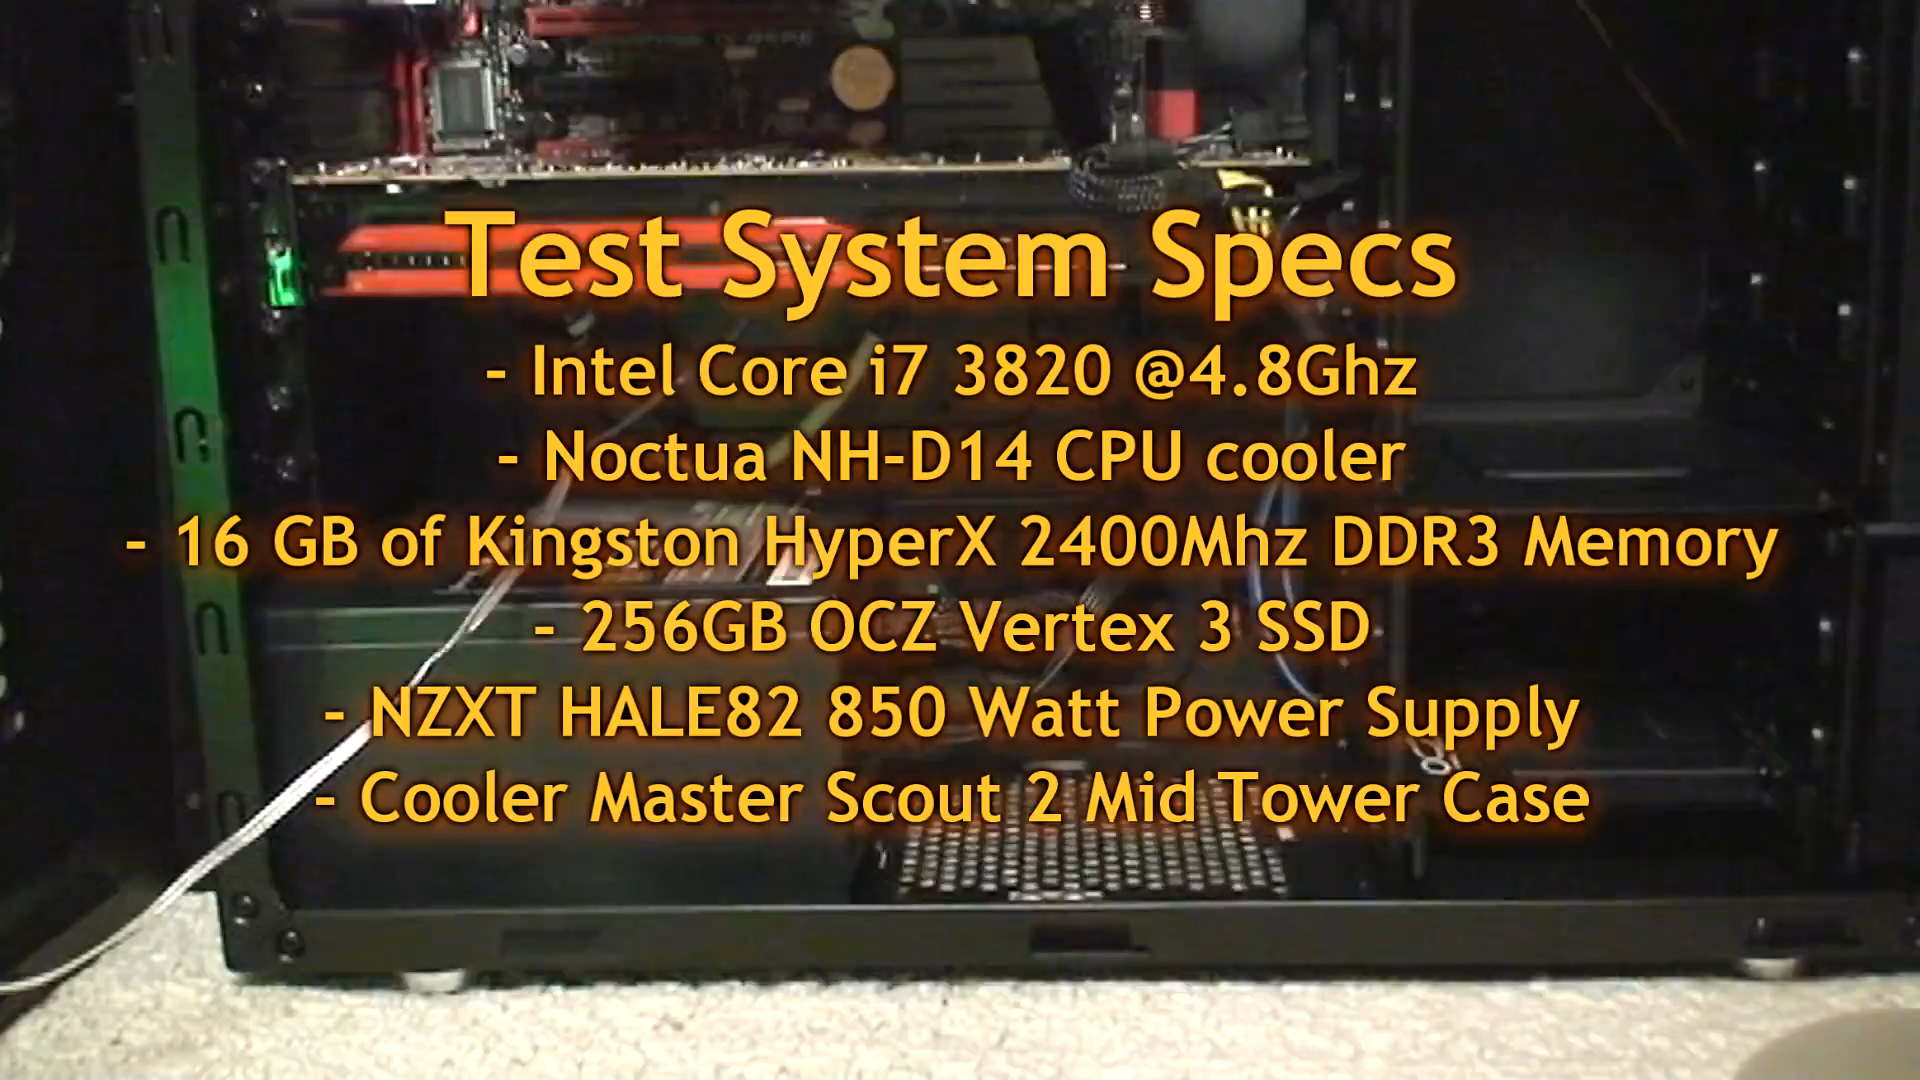 Test System Specs
- Intel Core i7 3820 @4.8Ghz
- Noctua NH-D14 CPU cooler
- 16 GB of Kingston HyperX 2400Mhz DDR3 Memory
- 256GB OCZ Vertex 3 SSD
- NZXT HALE82 850 Watt Power Supply
- Cooler Master Scout 2 Mid Tower Case